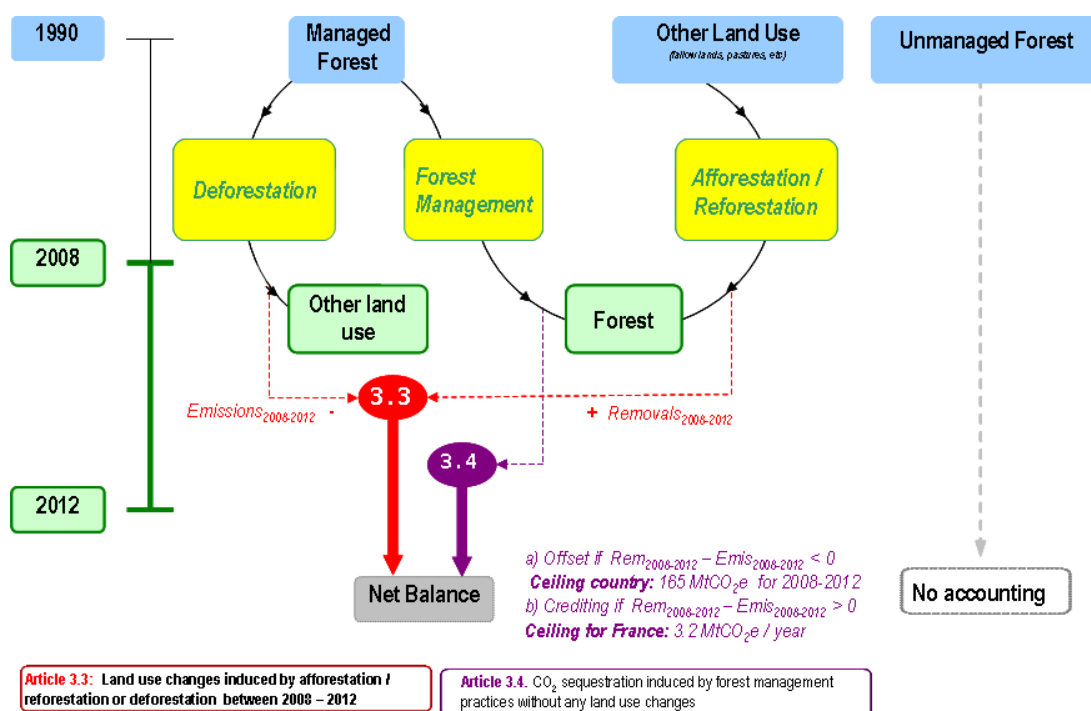 1990
Managed
Forest
Other Land Use
(fallow lands, pastures, etc)
Unmanaged Forest
Deforestation
Forest
Management
Afforestation /
Reforestation
2008
Other land
use
Forest
3.3
Emissions2008-2012 -
+ Removals2008-2012
3.4
2012
Net Balance
a) Offset if Rem2008-2012 – Emis2008-2012 < 0
Ceiling country: 165 MtCO2e for 2008-2012
b) Crediting if Rem2008-2012 – Emis2008-2012 > 0
Ceiling for France: 3.2 MtCO2e / year
No accounting
Article 3.3: Land use changes induced by afforestation /
reforestation or deforestation between 2008 – 2012
Article 3.4. CO2 sequestration induced by forest management
practices without any land use changes